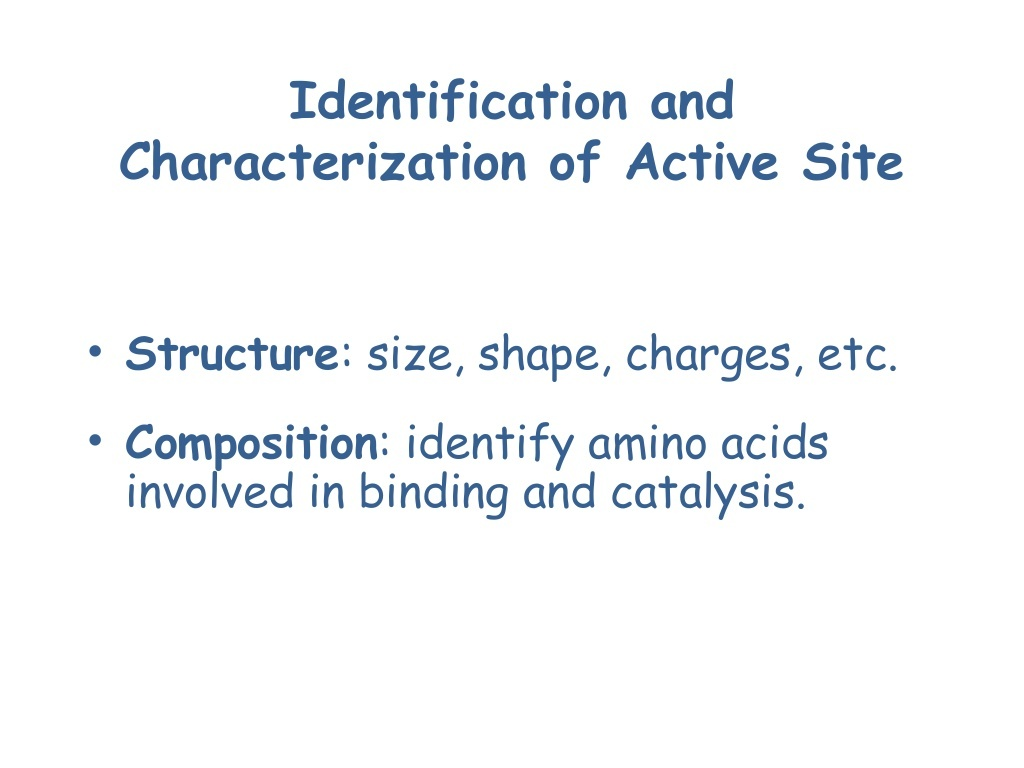 Identification and
Characterization of Active Site
• Structure: size, shape, charges, etc.
• Composition: identify amino acids
involved in binding and catalysis.